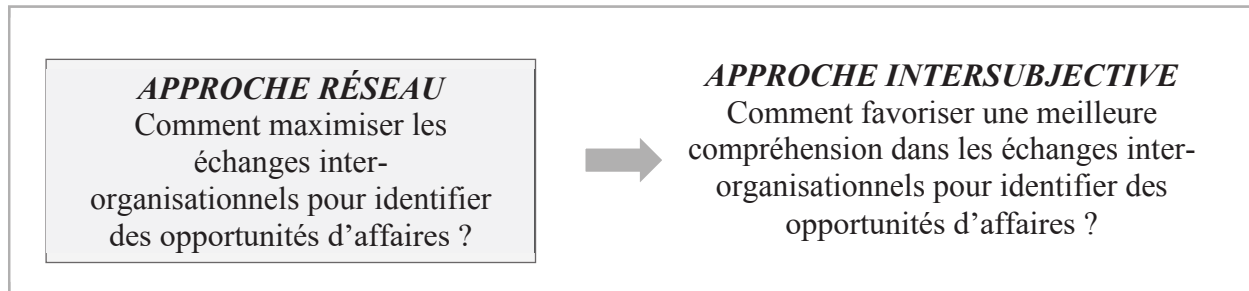 APPROCHE RÉSEAU
Comment maximiser les
échanges inter-
organisationnels pour identifier
des opportunités d’affaires ?
APPROCHE INTERSUBJECTIVE
Comment favoriser une meilleure
compréhension dans les échanges inter-
organisationnels pour identifier des
opportunités d’affaires ?